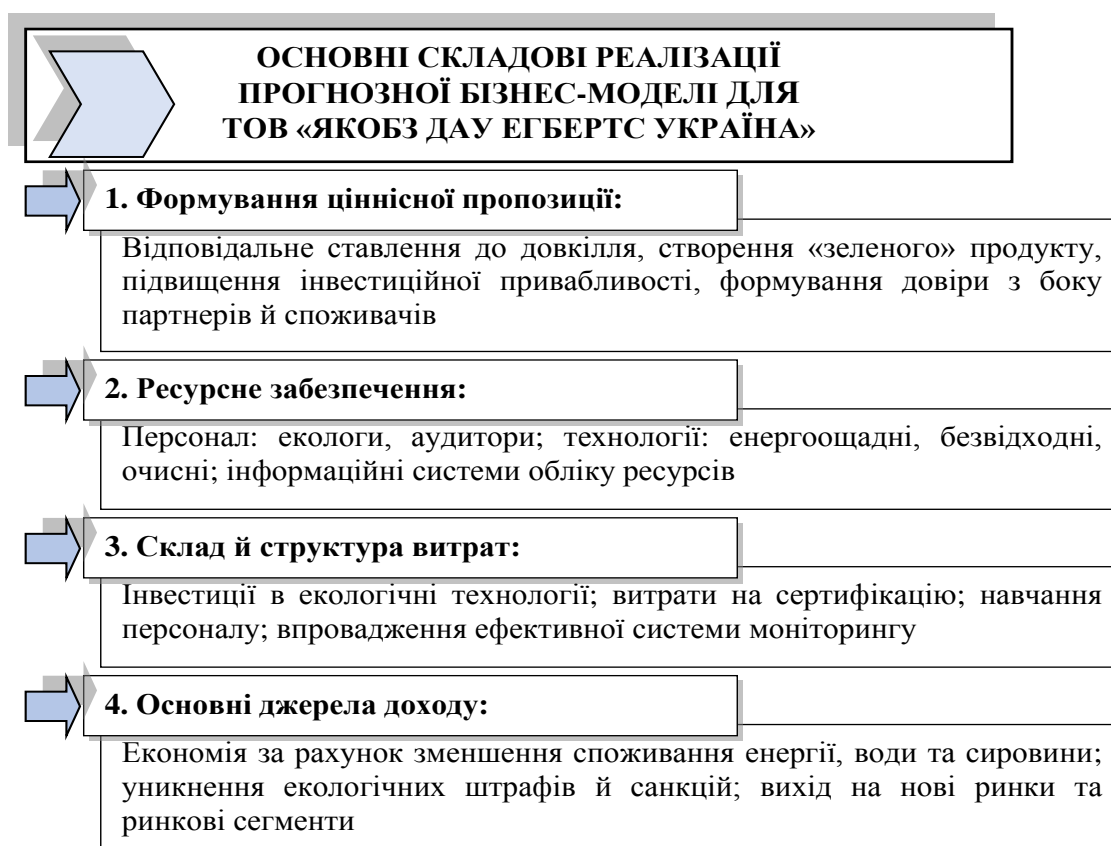 ОСНОВНІ СКЛАДОВІ РЕАЛІЗАЦІЇ
ПРОГНОЗНОЇ БІЗНЕС-МОДЕЛІ ДЛЯ
ТОВ «ЯКОБЗ ДАУ ЕГБЕРТС УКРАЇНА»
1. Формування ціннісної пропозиції:
Відповідальне ставлення до довкілля, створення «зеленого» продукту,
підвищення інвестиційної привабливості, формування довіри з боку
партнерів й споживачів
2. Ресурсне забезпечення:
Персонал: екологи, аудитори; технології: енергоощадні, безвідходні,
очисні; інформаційні системи обліку ресурсів
3. Склад й структура витрат:
Інвестиції в екологічні технології; витрати на сертифікацію; навчання
персоналу; впровадження ефективної системи моніторингу
4. Основні джерела доходу:
Економія за рахунок зменшення споживання енергії, води та сировини;
уникнення екологічних штрафів й санкцій; вихід на нові ринки та
ринкові сегменти